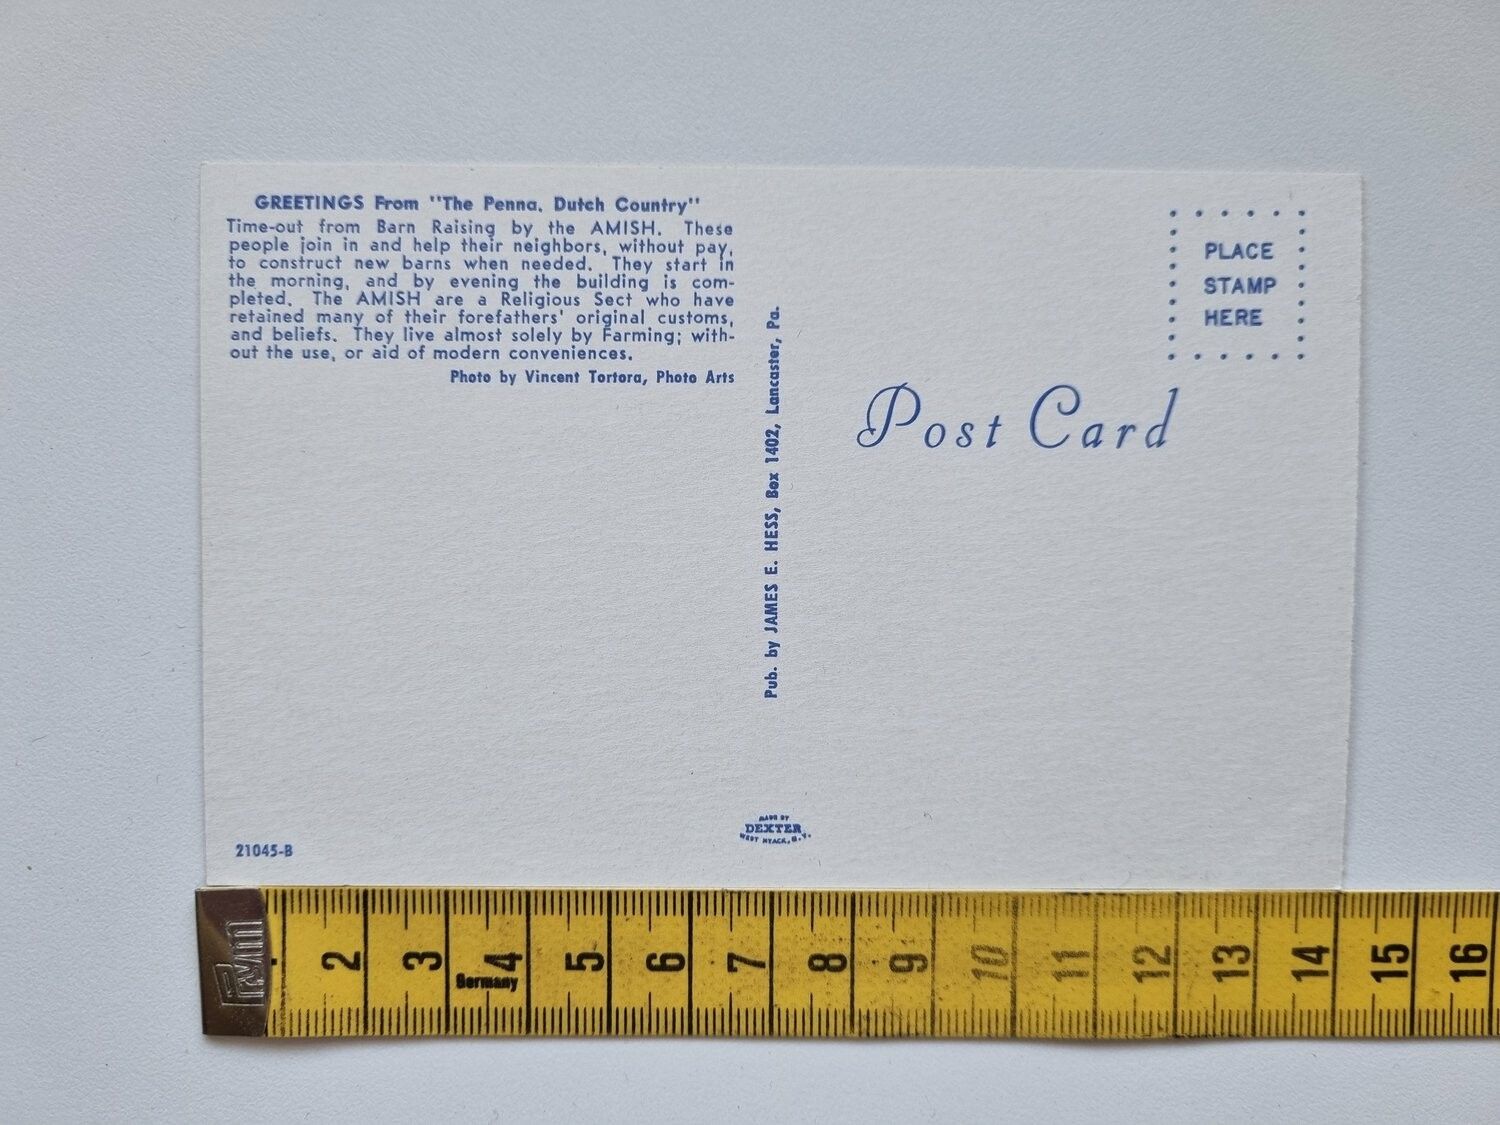 GREETINGS From "The Penna. Dutch Country"
Time-out from Barn Raising by the AMISH. These
people join in and help their neighbors, without pay,
to construct new barns when needed. They start in
the morning, and by evening the building is com-
pleted. The AMISH are a Religious Sect who have
retained many of their forefathers' original customs,
and beliefs. They live almost solely by Farming; with-
out the use, or aid of modern conveniences.
Photo by Vincent Tortora, Photo Arts
Pub. by JAMES E. HESS, Box 1402, Lancaster, Pa.
PLACE
STAMP
HERE
Post Card
21045-B
MADE BY
DEXTER
WEST NYACK, N.Y.
Prym
2 3 4 5 6 7 8 9 10 11 12 13 14 15 16
Germany